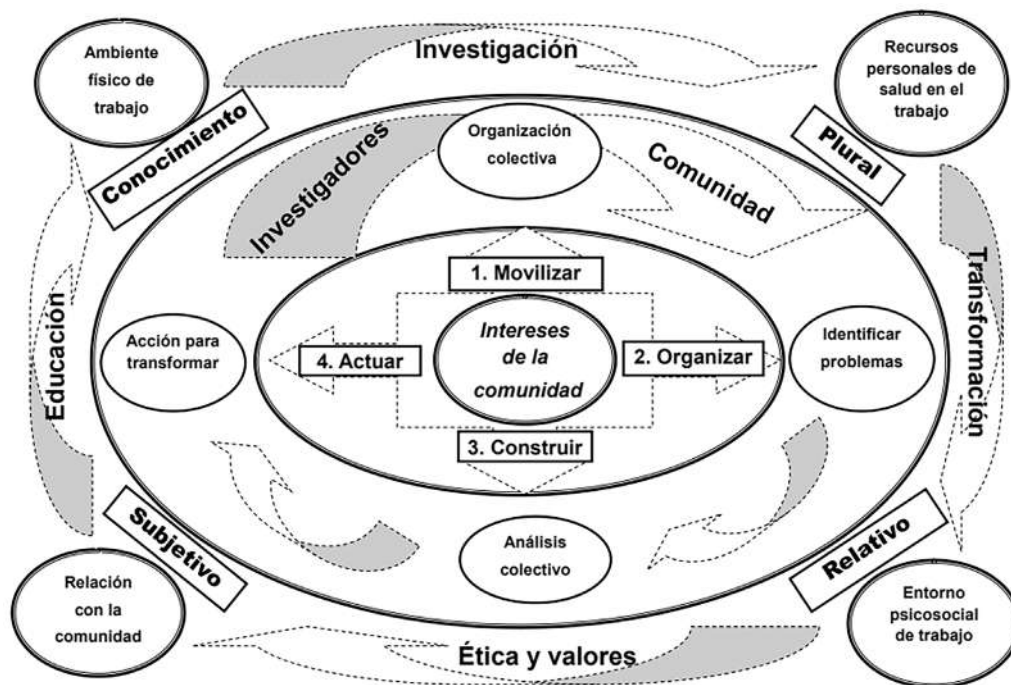 Ambiente
físico de
trabajo
Investigación
Recursos
personales de
salud en el
trabajo
Conocimiento
Plural
Investigadores
Organización
colectiva
Comunidad
1. Movilizar
Educación
Acción para
transformar
4. Actuar
Intereses
de la
comunidad
2. Organizar
Identificar
problemas
Transformación
3. Construir
Subjetivo
Análisis
colectivo
Relativo
Relación
con la
comunidad
Ética y valores
Entorno
psicosocial
de trabajo